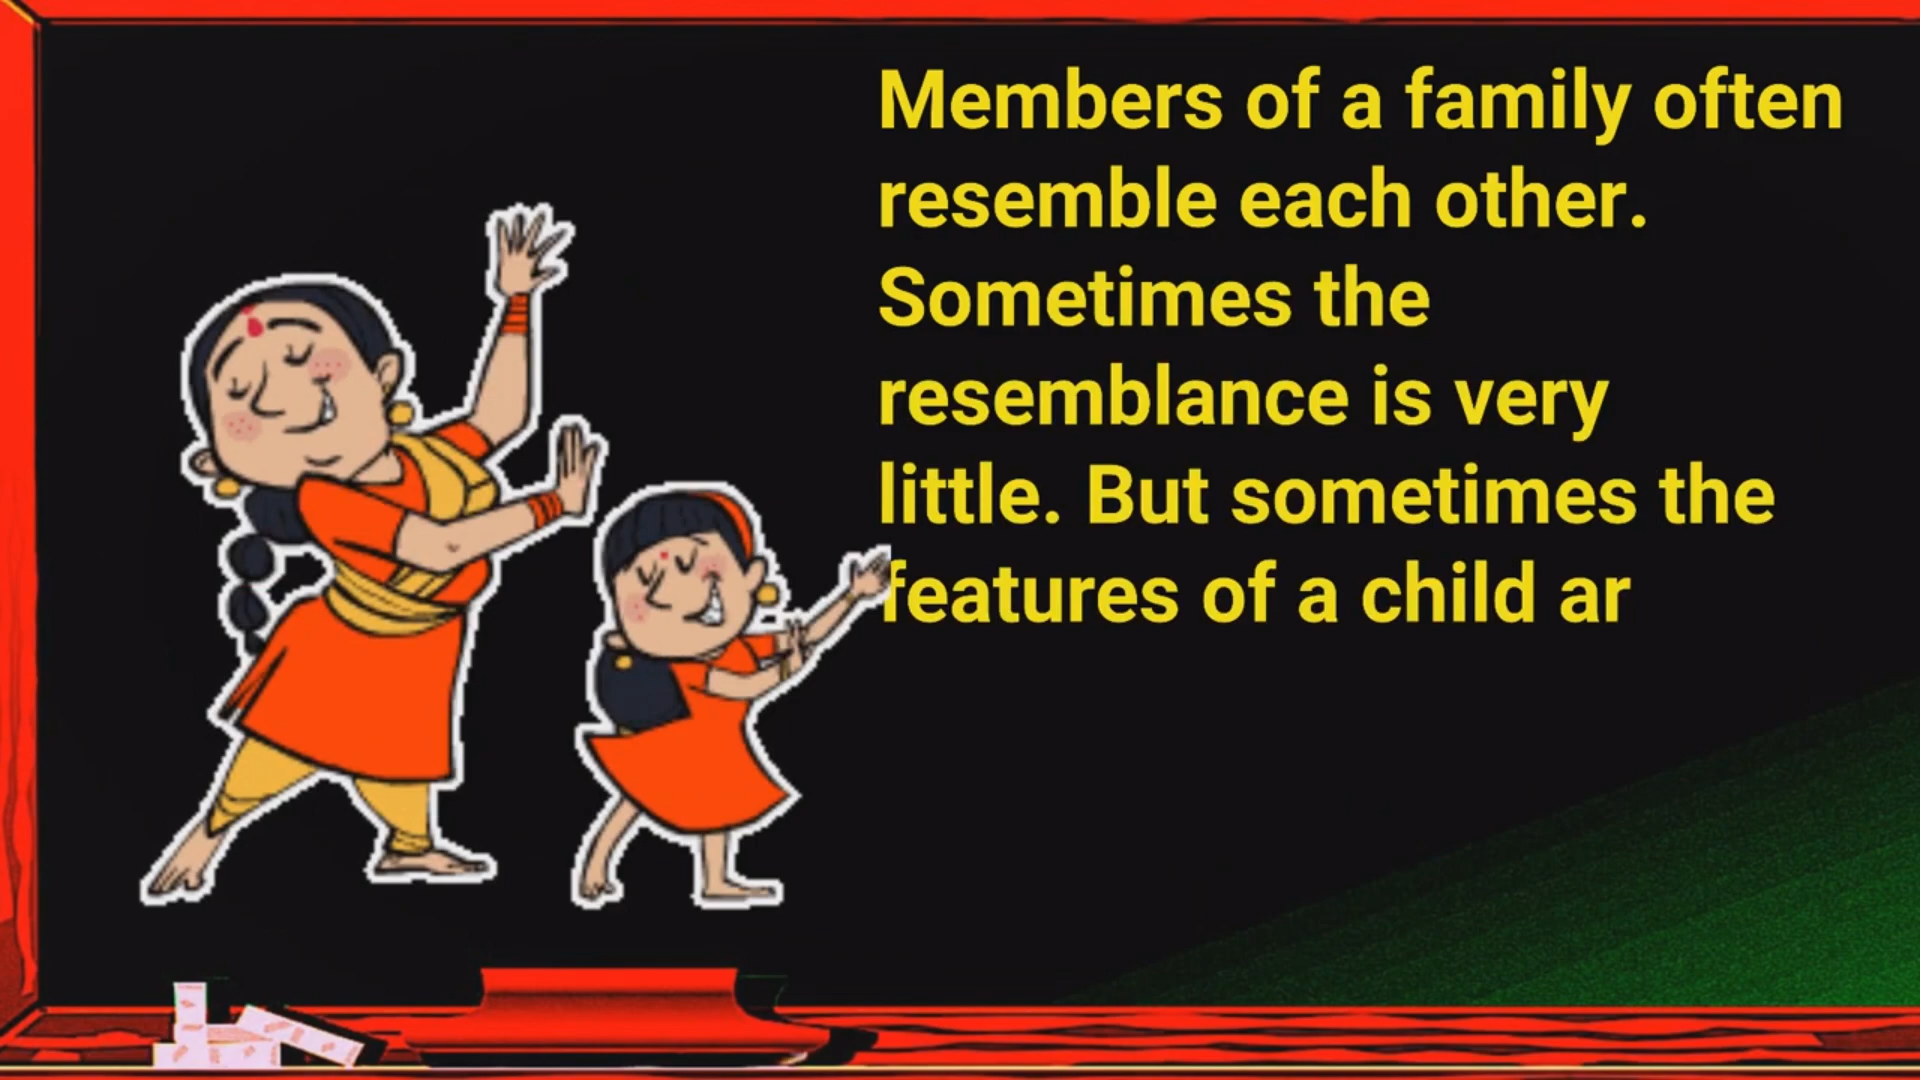 Members of a family often
resemble each other.
Sometimes the
resemblance is very
little. But sometimes the
features of a child ar